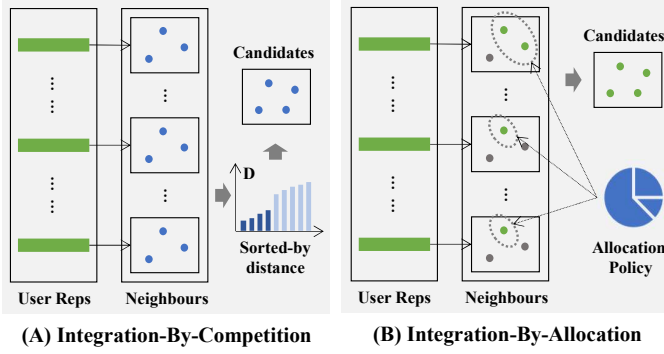 Candidates
D
Sorted-by
distance
User Reps
Neighbours
(A) Integration-By-Competition
Candidates
Allocation
Policy
User Reps
Neighbours
(B) Integration-By-Allocation